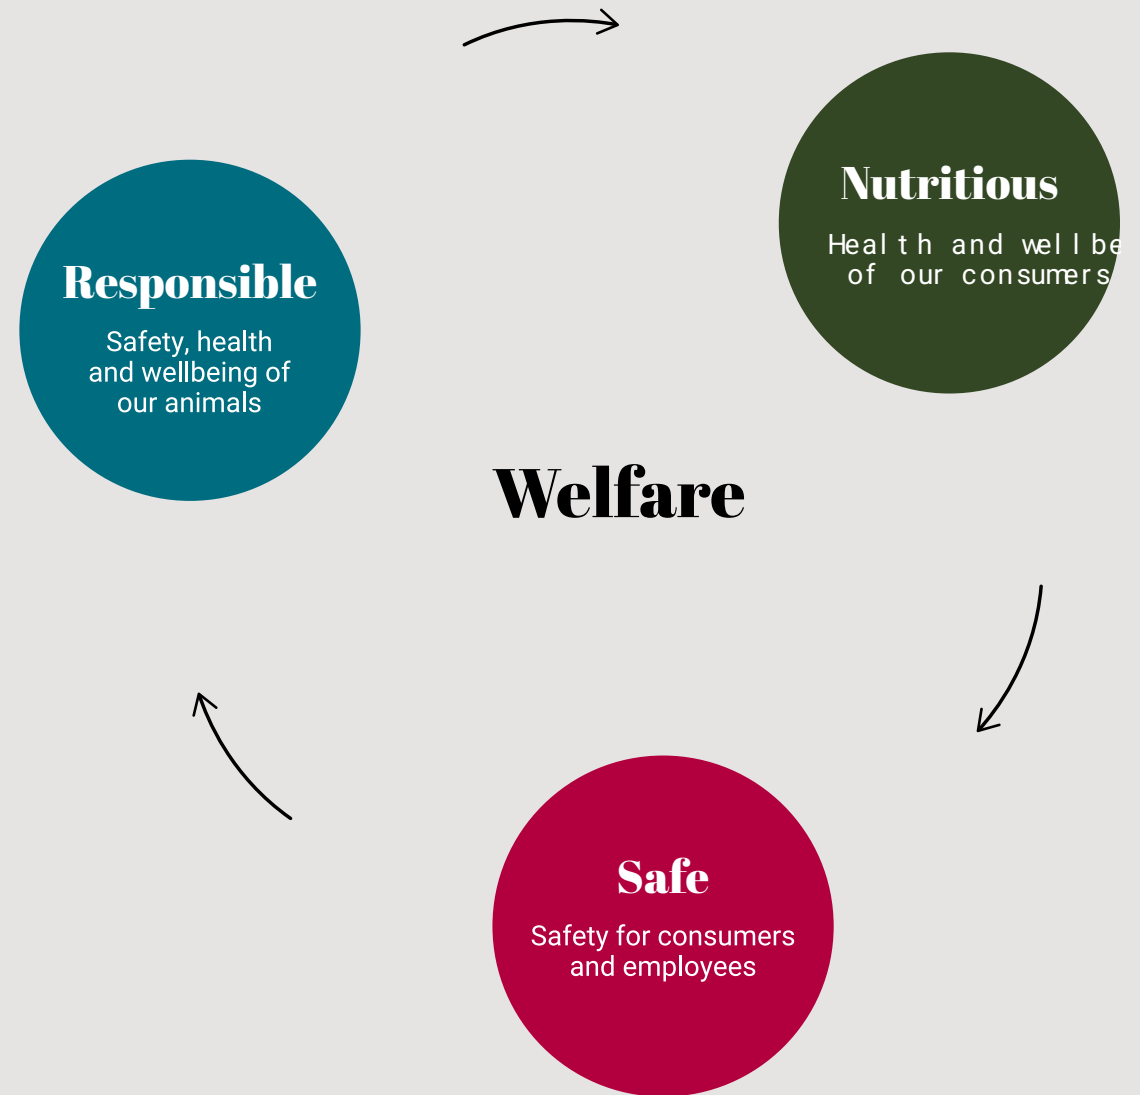 Nutritious
Health and wellbe
of our consumers
Responsible
Safety, health
and wellbeing of
our animals
Welfare
Safe
Safety for consumers
and employees